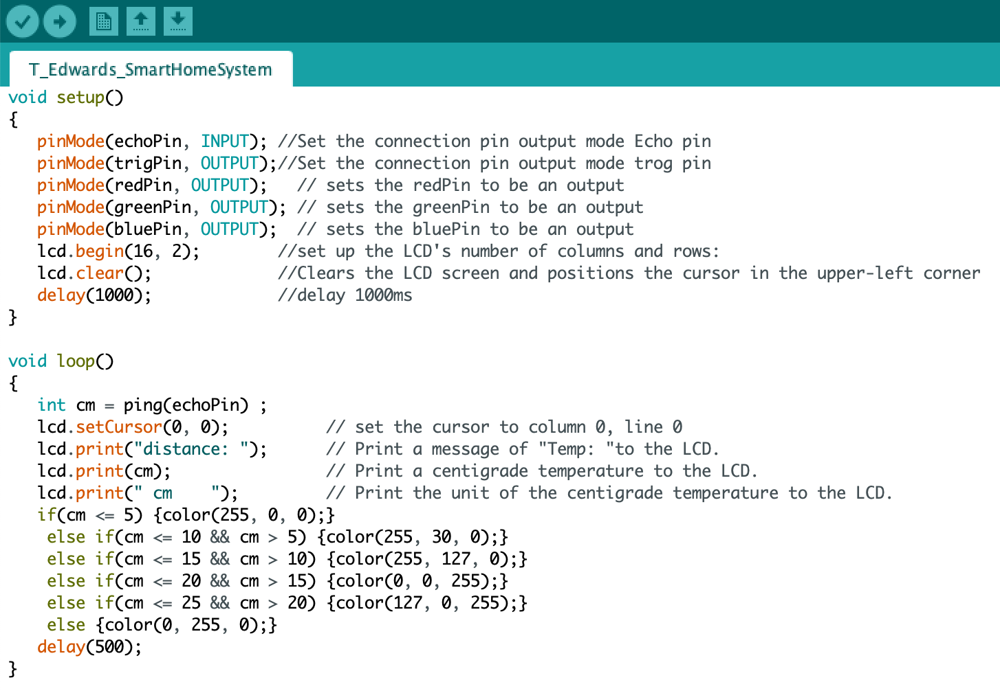 T_Edwards_SmartHomeSystem
void setup()
{
   pinMode(echoPin, INPUT); //Set the connection pin output mode Echo pin
   pinMode(trigPin, OUTPUT);//Set the connection pin output mode trog pin
   pinMode(redPin, OUTPUT);   // sets the redPin to be an output
   pinMode(greenPin, OUTPUT); // sets the greenPin to be an output
   pinMode(bluePin, OUTPUT);  // sets the bluePin to be an output
   lcd.begin(16, 2);        //set up the LCD's number of columns and rows:
   lcd.clear();             //Clears the LCD screen and positions the cursor in the upper-left corner
   delay(1000);             //delay 1000ms
}

void loop()
{
   int cm = ping(echoPin) ;
   lcd.setCursor(0, 0);          // set the cursor to column 0, line 0
   lcd.print("distance: ");      // Print a message of "Temp: "to the LCD.
   lcd.print(cm);                // Print a centigrade temperature to the LCD.
   lcd.print(" cm    ");         // Print the unit of the centigrade temperature to the LCD.
   if(cm <= 5) {color(255, 0, 0);}
    else if(cm <= 10 && cm > 5) {color(255, 30, 0);}
    else if(cm <= 15 && cm > 10) {color(255, 127, 0);}
    else if(cm <= 20 && cm > 15) {color(0, 0, 255);}
    else if(cm <= 25 && cm > 20) {color(127, 0, 255);}
    else {color(0, 255, 0);}
   delay(500);
}